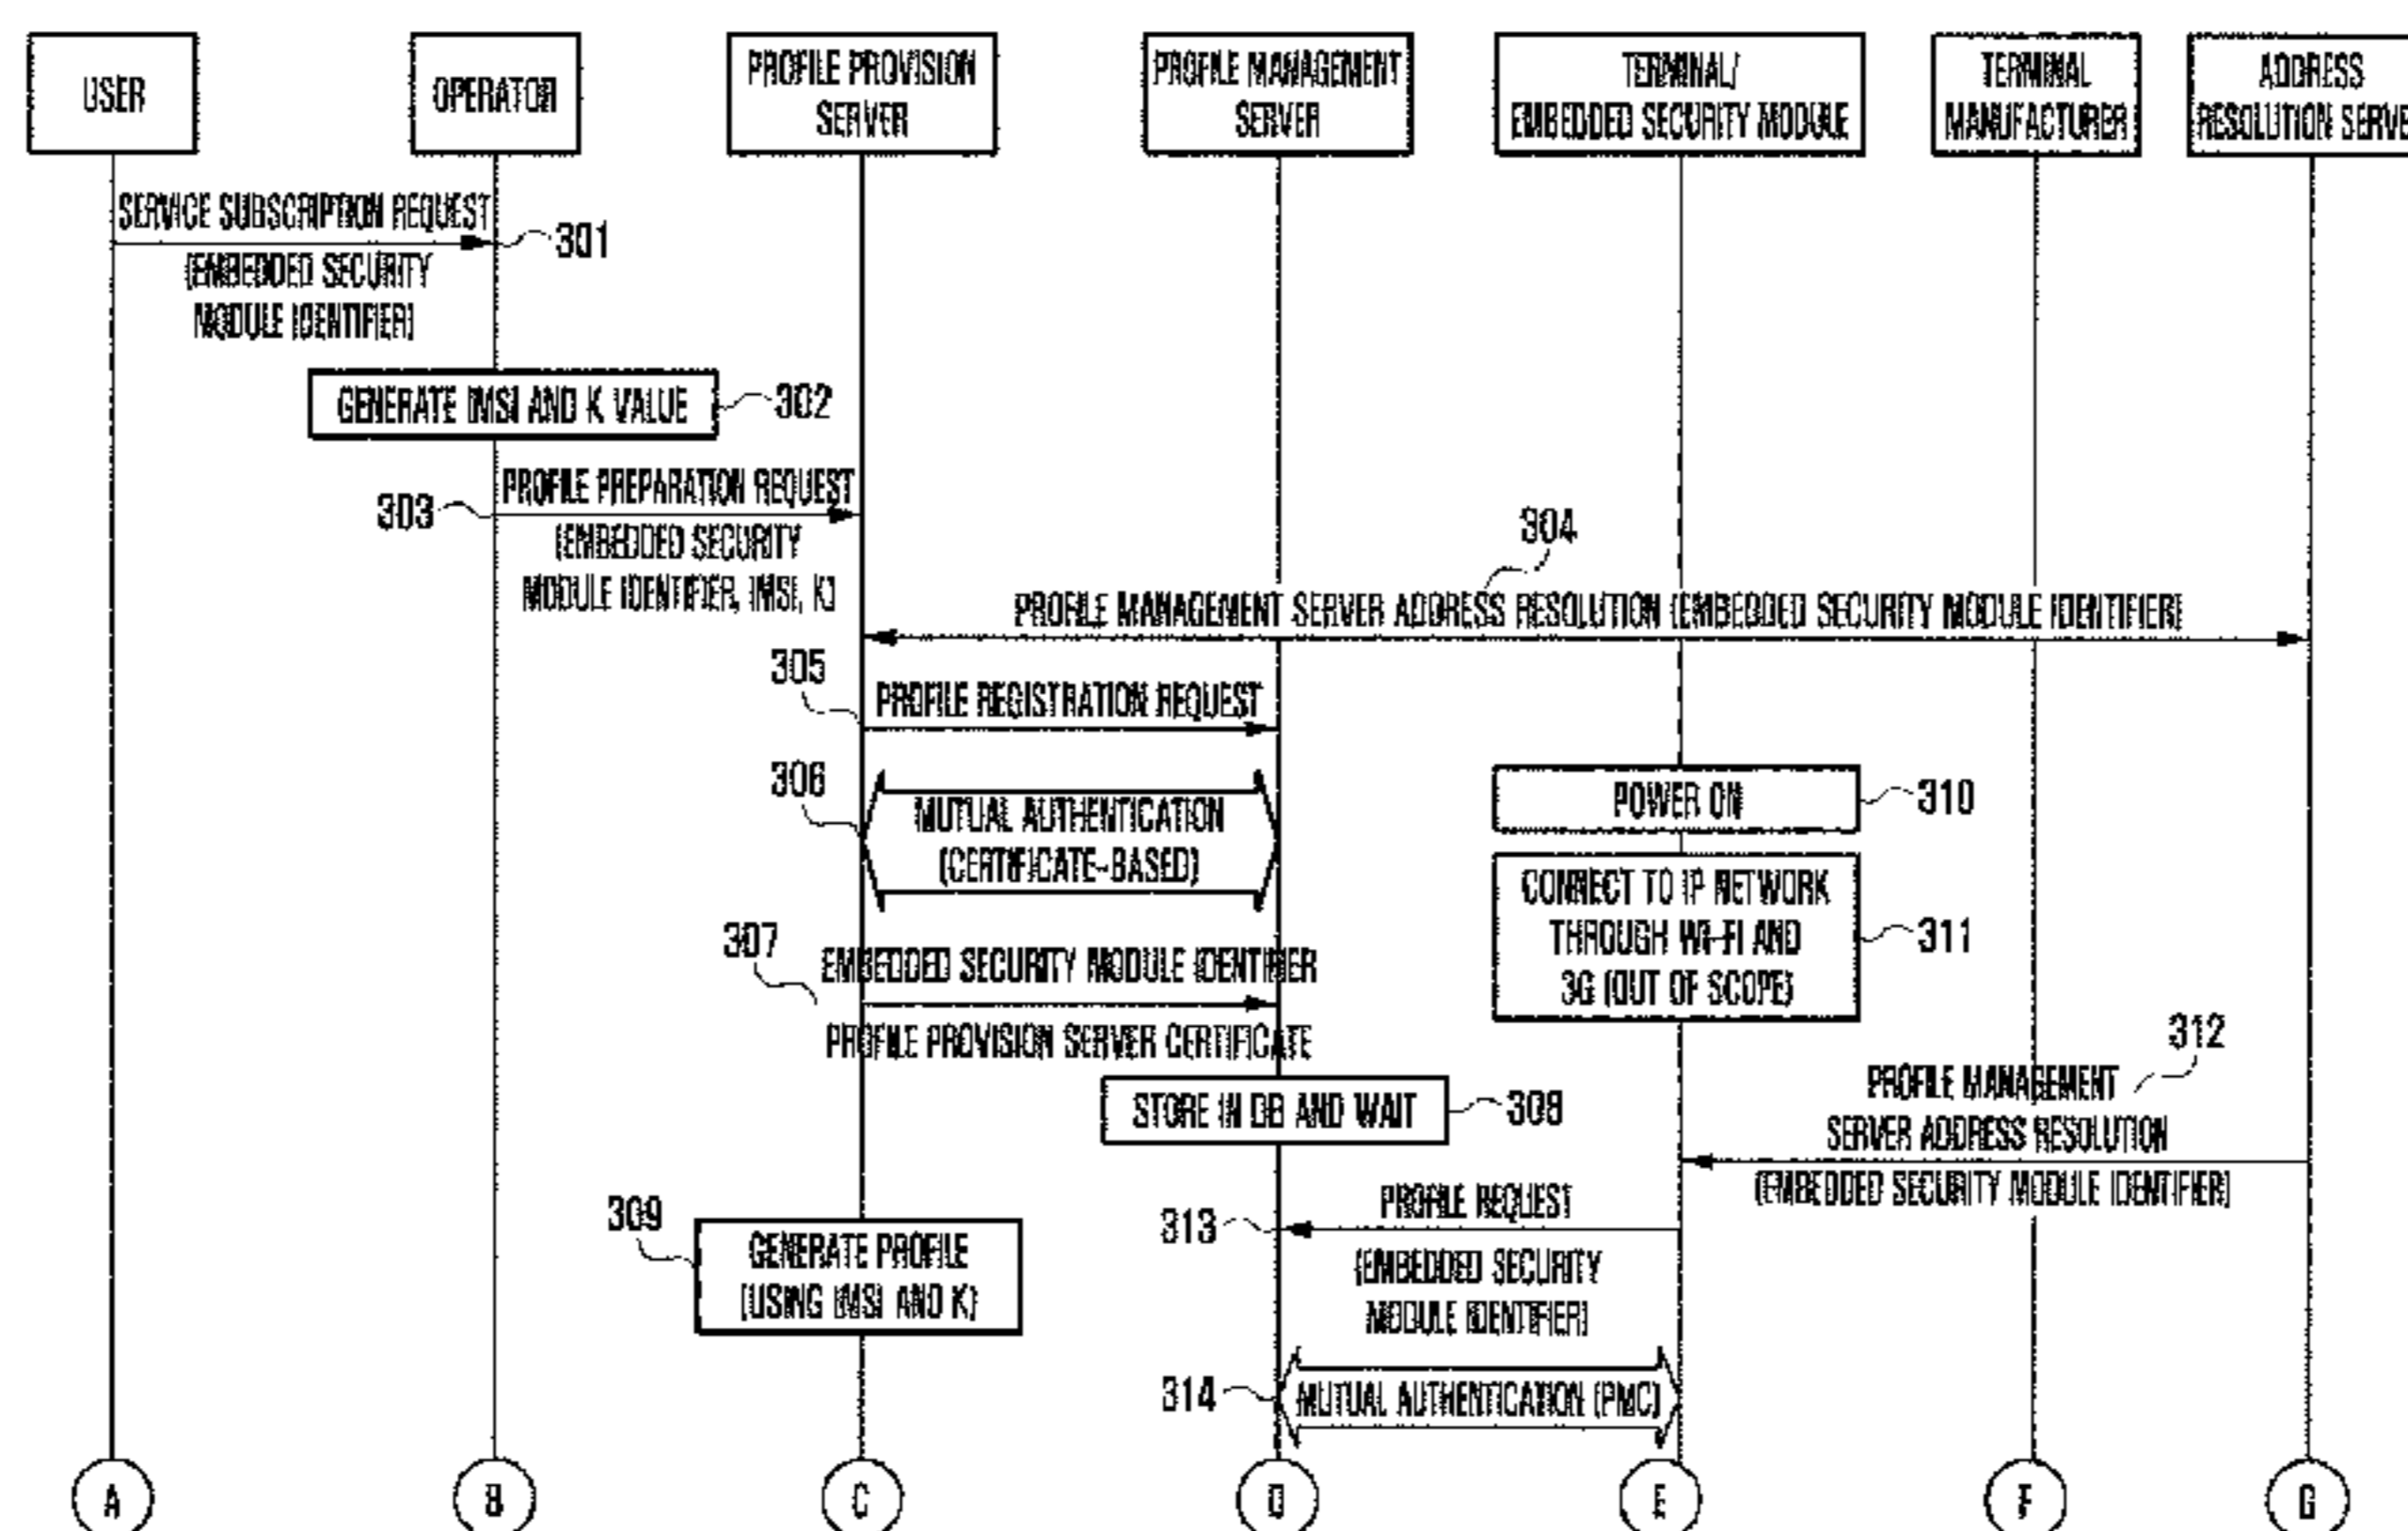 USER
OPERATOR
PROFILE PROVISION
SERVER
PROFILE MANAGEMENT
SERVER
TERMINAL/
EMBEDDED SECURITY MODULE
TERMINAL
MANUFACTURER
ADDRESS
RESOLUTION SERVE
SERVICE SUBSCRIPTION REQUEST
301
(EMBEDDED SECURITY
MODULE IDENTIFIER)
GENERATE IMSI AND K VALUE
302
303
PROFILE PREPARATION REQUEST
(EMBEDDED SECURITY
MODULE IDENTIFIER, IMSI, K)
304
PROFILE MANAGEMENT SERVER ADDRESS RESOLUTION (EMBEDDED SECURITY MODULE IDENTIFIER)
305
PROFILE REGISTRATION REQUEST
306
MUTUAL AUTHENTICATION
(CERTIFICATE-BASED)
POWER ON
310
CONNECT TO IP NETWORK
THROUGH WI-FI AND
3G (OUT OF SCOPE)
311
307
EMBEDDED SECURITY MODULE IDENTIFIER
PROFILE PROVISION SERVER CERTIFICATE
STORE IN DB AND WAIT
308
312
PROFILE MANAGEMENT
SERVER ADDRESS RESOLUTION
(EMBEDDED SECURITY MODULE IDENTIFIER)
309
GENERATE PROFILE
(USING IMSI AND K)
313
PROFILE REQUEST
(EMBEDDED SECURITY
MODULE IDENTIFIER)
314
MUTUAL AUTHENTICATION (PMC)
A
B
C
D
E
F
G